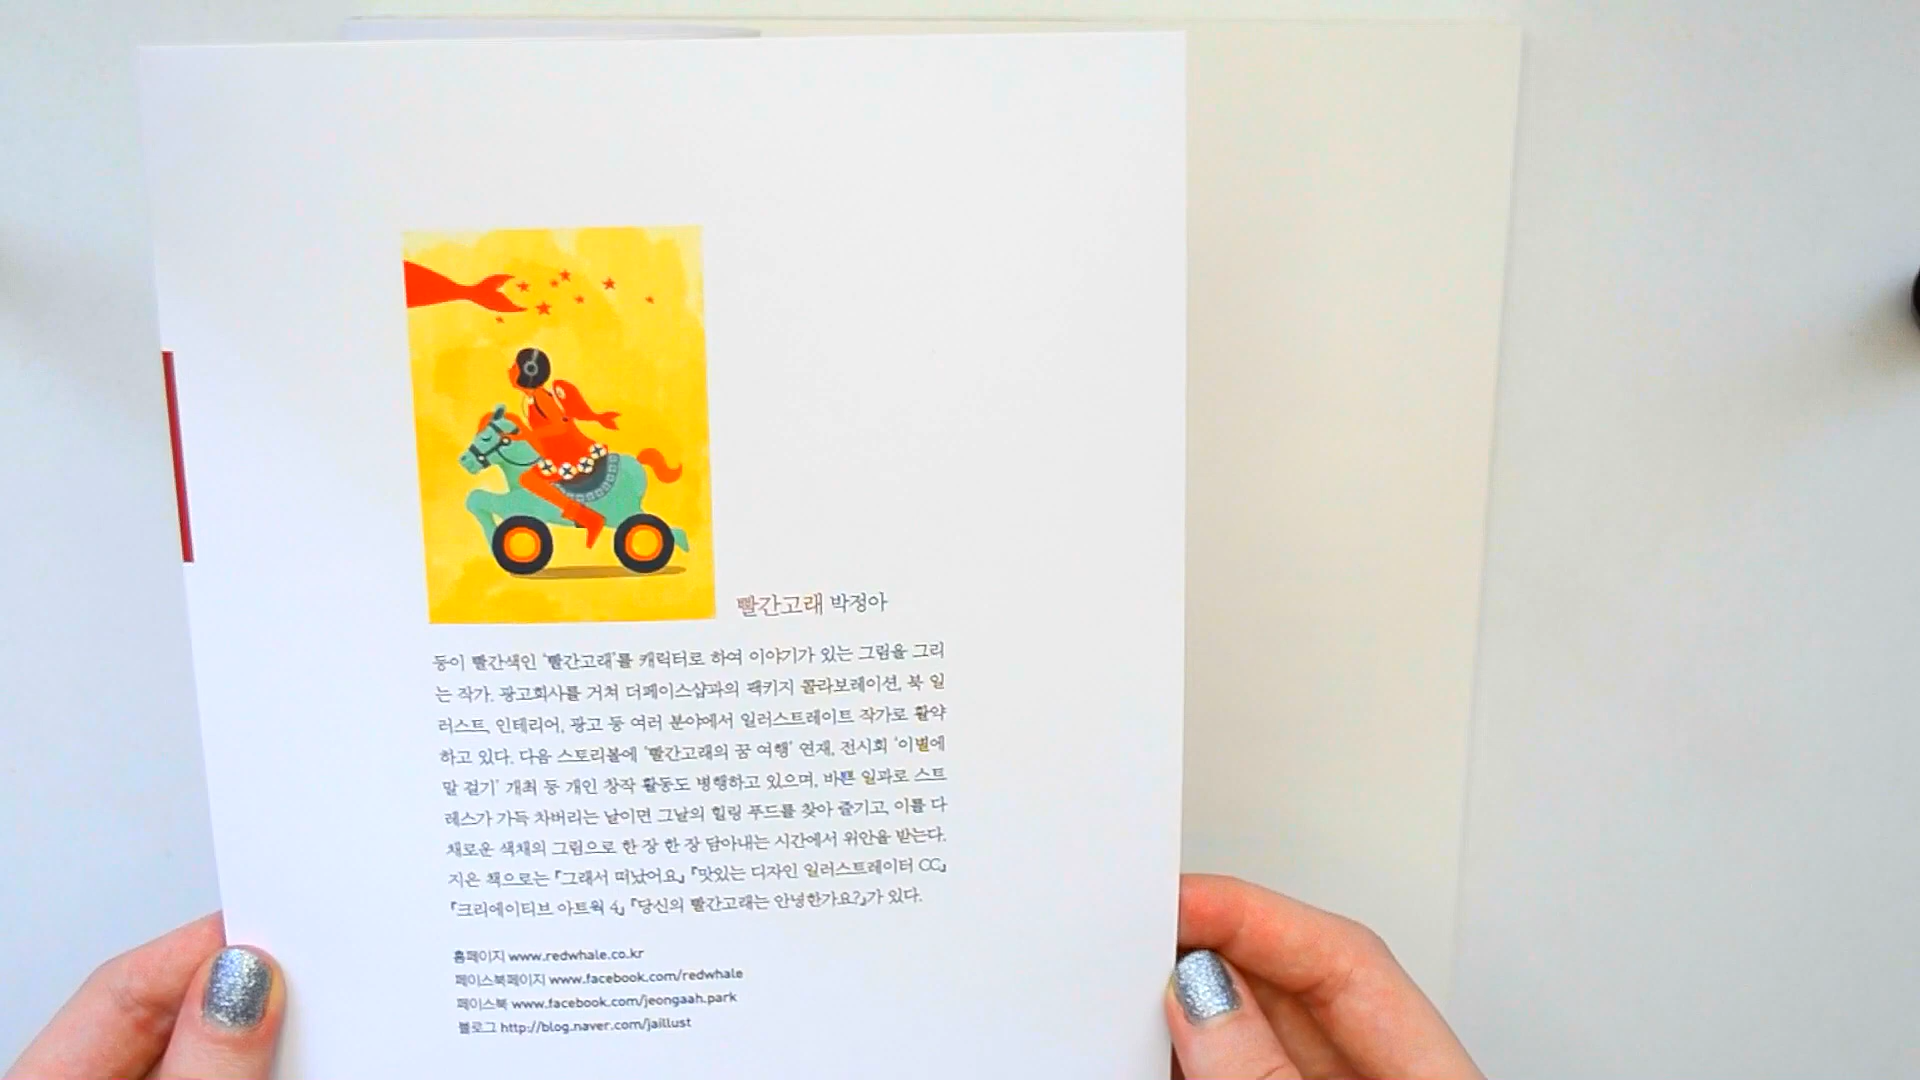 빨간고래 박정아
등이 빨간색인 '빨간고래'를 캐릭터로 하여 이야기가 있는 그림을 그리
는 작가. 광고회사를 거쳐 더페이스샵과의 팩키지 콜라보레이션, 북 일
러스트, 인테리어, 광고 등 여러 분야에서 일러스트레이트 작가로 활약
하고 있다. 다음 스토리볼에 '빨간고래의 꿈 여행' 연재, 전시회 '이별에
말 걸기' 개최 등 개인 창작 활동도 병행하고 있으며, 바쁜 일과로 스트
레스가 가득 차버리는 날이면 그날의 힐링 푸드를 찾아 즐기고, 이를 다
채로운 색채의 그림으로 한 장 한 장 담아내는 시간에서 위안을 받는다.
지은 책으로는 『그래서 떠났어요』 『맛있는 디자인 일러스트레이터 CC』
『크리에이티브 아트웍 4』 『당신의 빨간고래는 안녕한가요?』가 있다.
홈페이지 www.redwhale.co.kr
페이스북페이지 www.facebook.com/redwhale
페이스북 www.facebook.com/jeongaah.park
블로그 http://blog.naver.com/jaillust